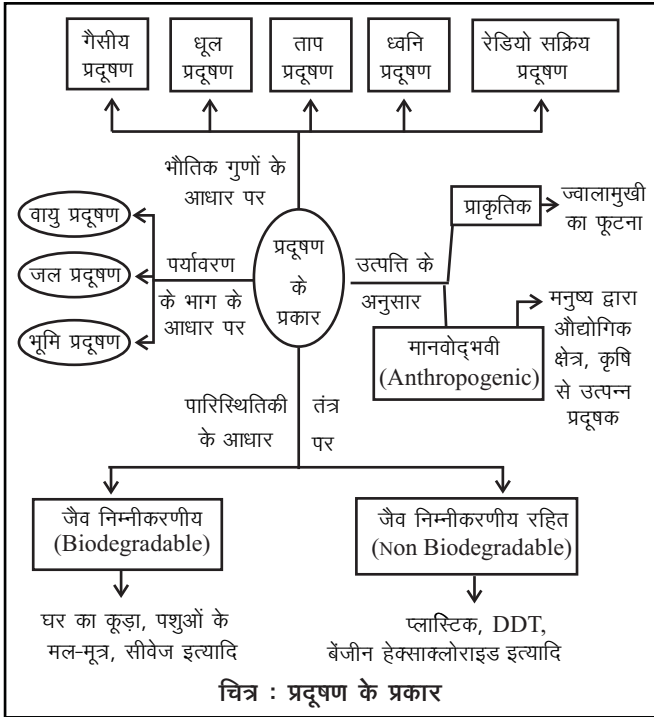 गैसीय
प्रदूषण
धूल
प्रदूषण
ताप
प्रदूषण
ध्वनि
प्रदूषण
रेडियो सक्रिय
प्रदूषण
भौतिक गुणों के
आधार पर
वायु प्रदूषण
जल प्रदूषण
भूमि प्रदूषण
पर्यावरण
के भाग के
आधार पर
प्रदूषण
के
प्रकार
उत्पत्ति के
अनुसार
प्राकृतिक
ज्वालामुखी
का फूटना
मानवोद्भवी
(Anthropogenic)
मनुष्य द्वारा
औद्योगिक
क्षेत्र, कृषि
से उत्पन्न
प्रदूषक
पारिस्थितिकी तंत्र
के आधार पर
जैव निम्नीकरणीय
(Biodegradable)
जैव निम्नीकरणीय रहित
(Non Biodegradable)
घर का कूड़ा, पशुओं के
मल-मूत्र, सीवेज इत्यादि
प्लास्टिक, DDT,
बेंजीन हेक्साक्लोराइड इत्यादि
चित्र : प्रदूषण के प्रकार